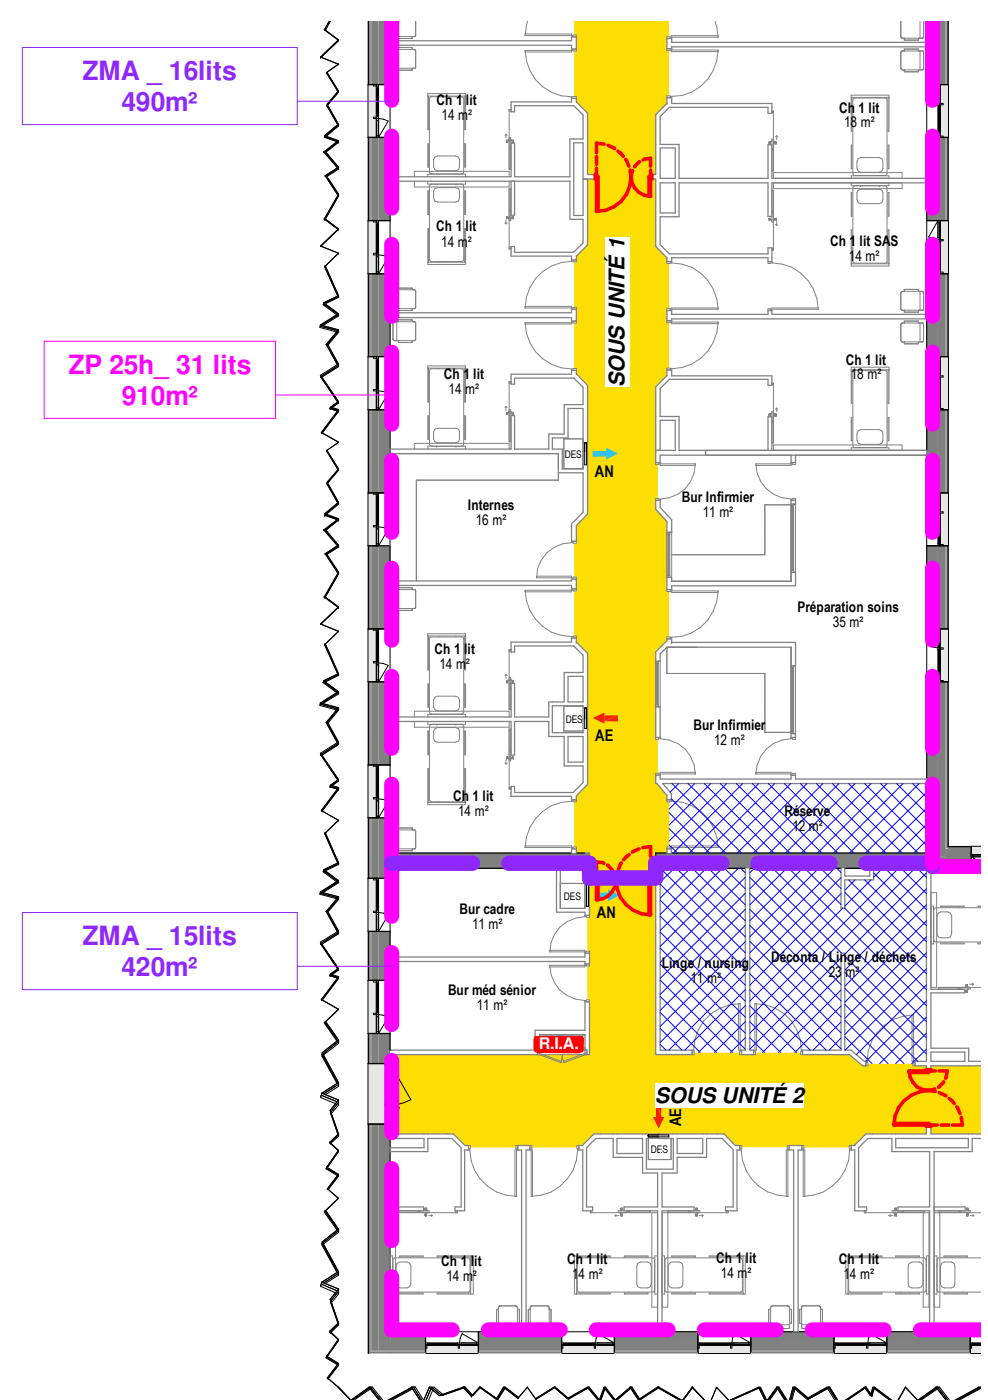 ZMA _ 16lits
490m²
Ch 1 lit
14 m²
Ch 1 lit
18 m²
Ch 1 lit
14 m²
Ch 1 lit SAS
14 m²
SOUS UNITÉ 1
ZP 25h_ 31 lits
910m²
Ch 1 lit
14 m²
Ch 1 lit
18 m²
DES
AN
Internes
16 m²
Bur Infirmier
11 m²
Préparation soins
35 m²
Ch 1 lit
14 m²
DES
AE
Bur Infirmier
12 m²
Ch 1 lit
14 m²
Réserve
12 m²
ZMA _ 15lits
420m²
DES
AN
Bur cadre
11 m²
Linge / nursing
11 m²
Déconta / Linge / déchets
23 m²
Bur méd sénior
11 m²
R.I.A.
SOUS UNITÉ 2
AE
DES
Ch 1 lit
14 m²
Ch 1 lit
14 m²
Ch 1 lit
14 m²
Ch 1 lit
14 m²